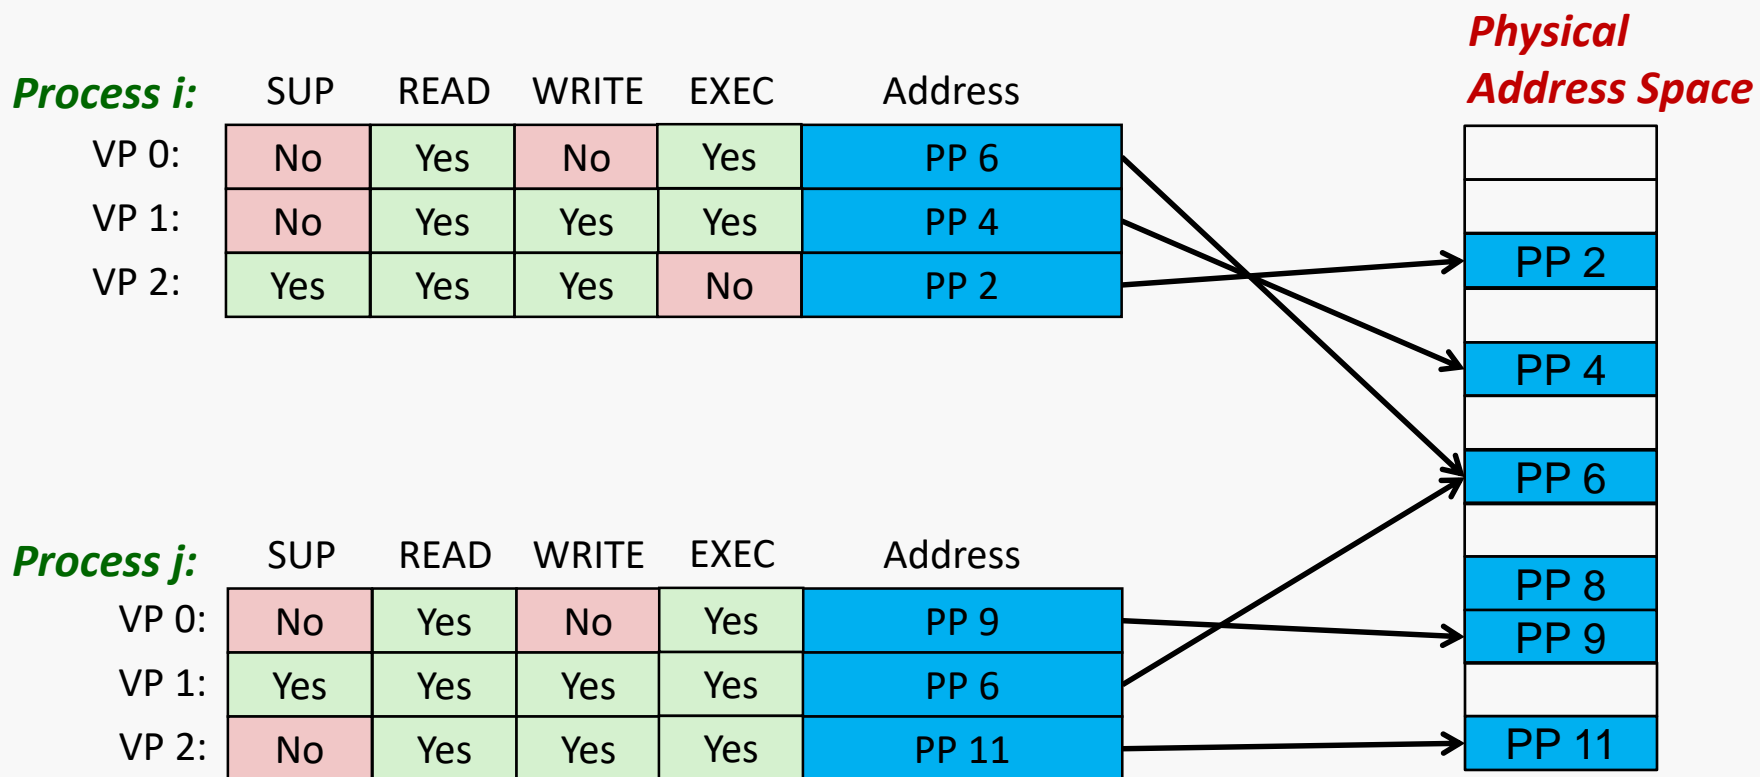 Physical
Address Space
Process i: SUP READ WRITE EXEC Address
VP 0: No Yes No Yes PP 6
VP 1: No Yes Yes Yes PP 4
VP 2: Yes Yes Yes No PP 2
PP 2
PP 4
PP 6
PP 8
PP 9
PP 11
Process j: SUP READ WRITE EXEC Address
VP 0: No Yes No Yes PP 9
VP 1: Yes Yes Yes Yes PP 6
VP 2: No Yes Yes Yes PP 11